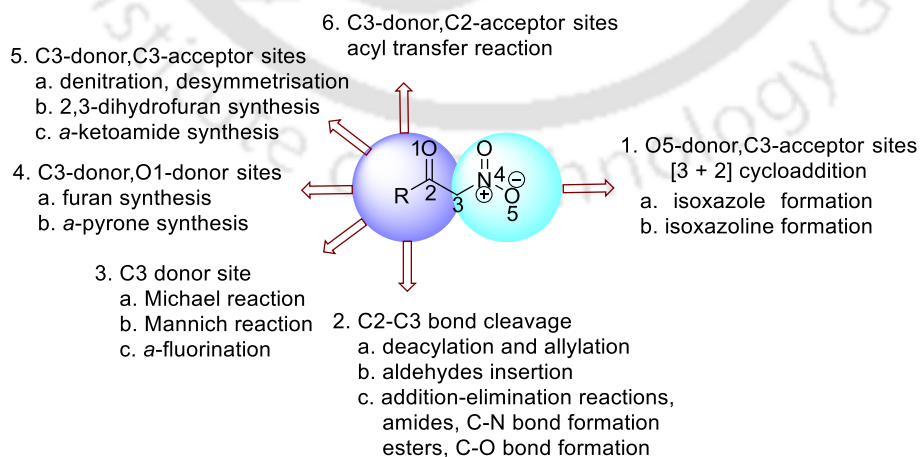 6. C3-donor,C2-acceptor sites
acyl transfer reaction
5. C3-donor,C3-acceptor sites
a. denitration, desymmetrisation
b. 2,3-dihydrofuran synthesis
c. a-ketoamide synthesis
4. C3-donor,O1-donor sites
a. furan synthesis
b. a-pyrone synthesis
3. C3 donor site
a. Michael reaction
b. Mannich reaction
c. a-fluorination
1O O
R 2 3 N 4 ⊕ ⊖ O 5
1. O5-donor,C3-acceptor sites
[3 + 2] cycloaddition
a. isoxazole formation
b. isoxazoline formation
2. C2-C3 bond cleavage
a. deacylation and allylation
b. aldehydes insertion
c. addition-elimination reactions,
amides, C-N bond formation
esters, C-O bond formation